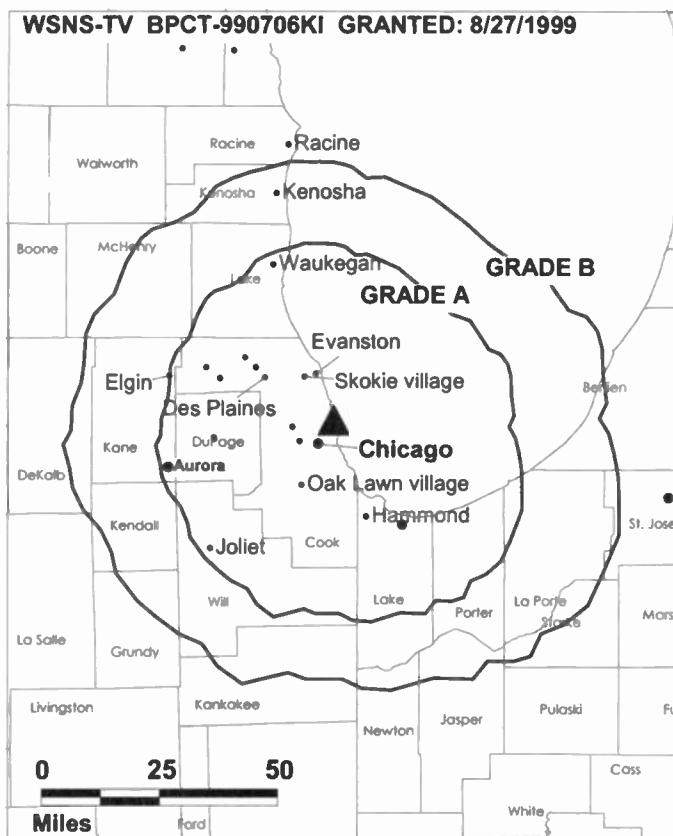 WSNS-TV BPCT-990706KI GRANTED: 8/27/1999
Racine
Racine
Walworth
Kenosha
Kenosha
Boone
McHenry
Waukegan
Lake
GRADE B
GRADE A
Evanston
Elgin
Skokie village
Des Plaines
Berrien
Kane
DuPage
Chicago
Aurora
DeKalb
Oak Lawn village
Hammond
Kendall
Cook
St. Jose
Joliet
Will
Lake
Porter
La Porte
Starke
Mars
La Salle
Grundy
Livingston
Kankakee
Newton
Jasper
Pulaski
Fu
0 25 50
Cass
Miles
Ford
White